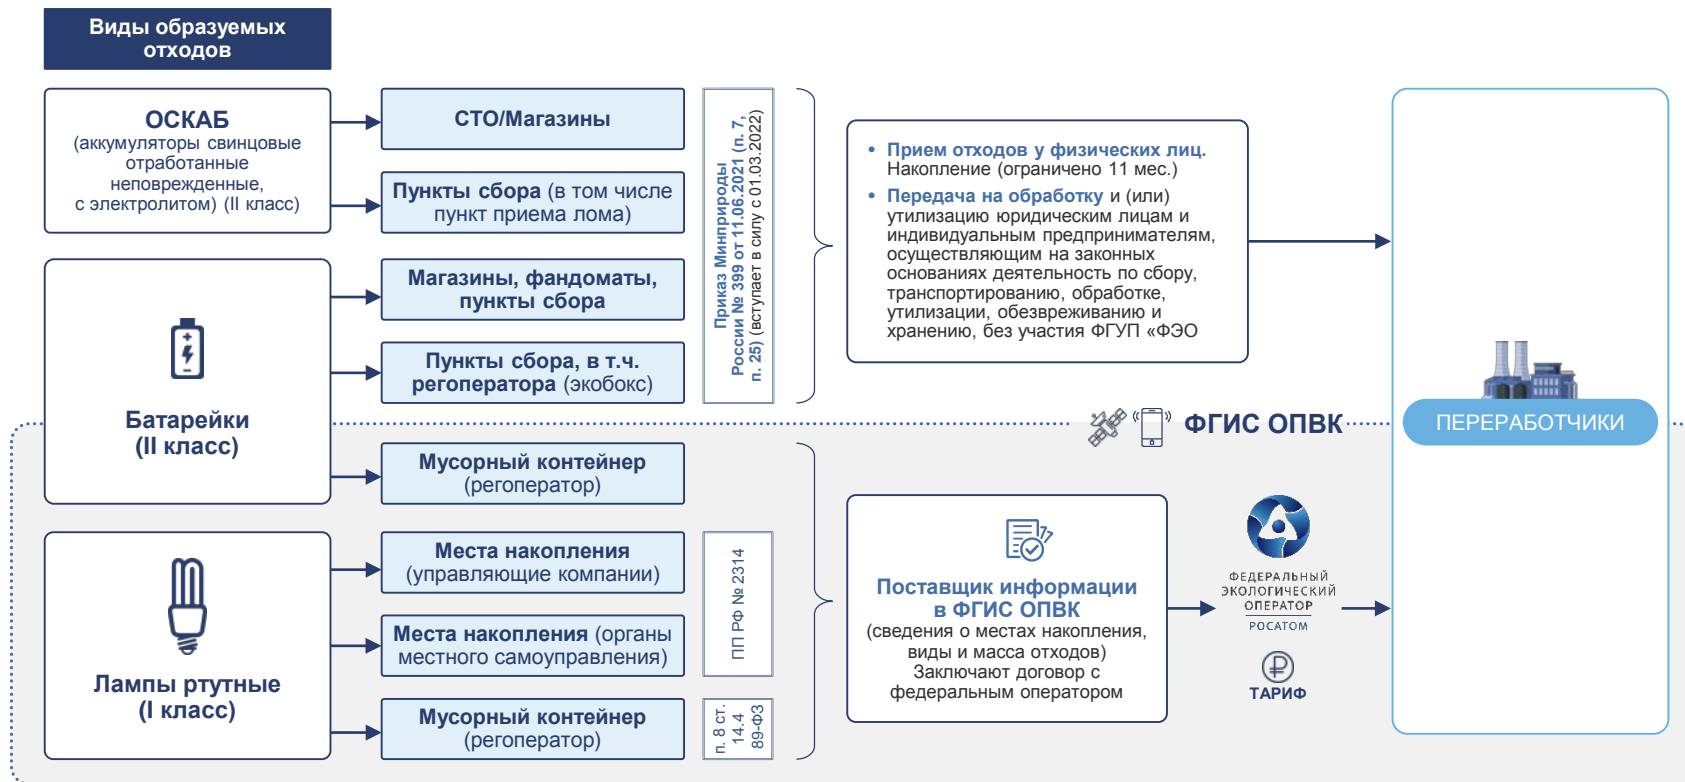 Виды образуемых
отходов
ОСКАБ
(аккумуляторы свинцовые
отработанные
неповрежденные,
с электролитом) (II класс)
СТО/Магазины
Пункты сбора (в том числе
пункт приема лома)
Батарейки
(II класс)
Магазины, фандоматы,
пункты сбора
Пункты сбора, в т.ч.
регоператора (экобокс)
Мусорный контейнер
(регоператор)
Лампы ртутные
(I класс)
Места накопления
(управляющие компании)
Места накопления (органы
местного самоуправления)
Мусорный контейнер
(регоператор)
Приказ Минприроды
России № 399 от 11.06.2021 (п. 7,
п. 25) (вступает в силу с 01.03.2022)
ПП РФ № 2314
п. 8 ст.
14.4
89-ФЗ
• Прием отходов у физических лиц.
Накопление (ограничено 11 мес.)
• Передача на обработку и (или)
утилизацию юридическим лицам и
индивидуальным предпринимателям,
осуществляющим на законных
основаниях деятельность по сбору,
транспортированию, обработке,
утилизации, обезвреживанию и
хранению, без участия ФГУП «ФЭО
ФГИС ОПВК
Поставщик информации
в ФГИС ОПВК
(сведения о местах накопления,
виды и масса отходов)
Заключают договор с
федеральным оператором
ФЕДЕРАЛЬНЫЙ
ЭКОЛОГИЧЕСКИЙ
ОПЕРАТОР
РОСАТОМ
ТАРИФ
ПЕРЕРАБОТЧИКИ